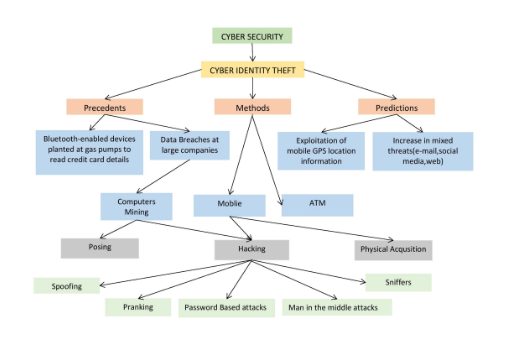 CYBER SECURITY
CYBER IDENTITY THEFT
Precedents
Methods
Predictions
Bluetooth-enabled devices
planted at gas pumps to
read credit card details
Data Breaches at
large companies
Exploitation of
mobile GPS location
information
Increase in mixed
threats(e-mail,social
media,web)
Computers
Mining
Moblie
ATM
Posing
Hacking
Physical Acqusition
Spoofing
Sniffers
Pranking
Password Based attacks
Man in the middle attacks